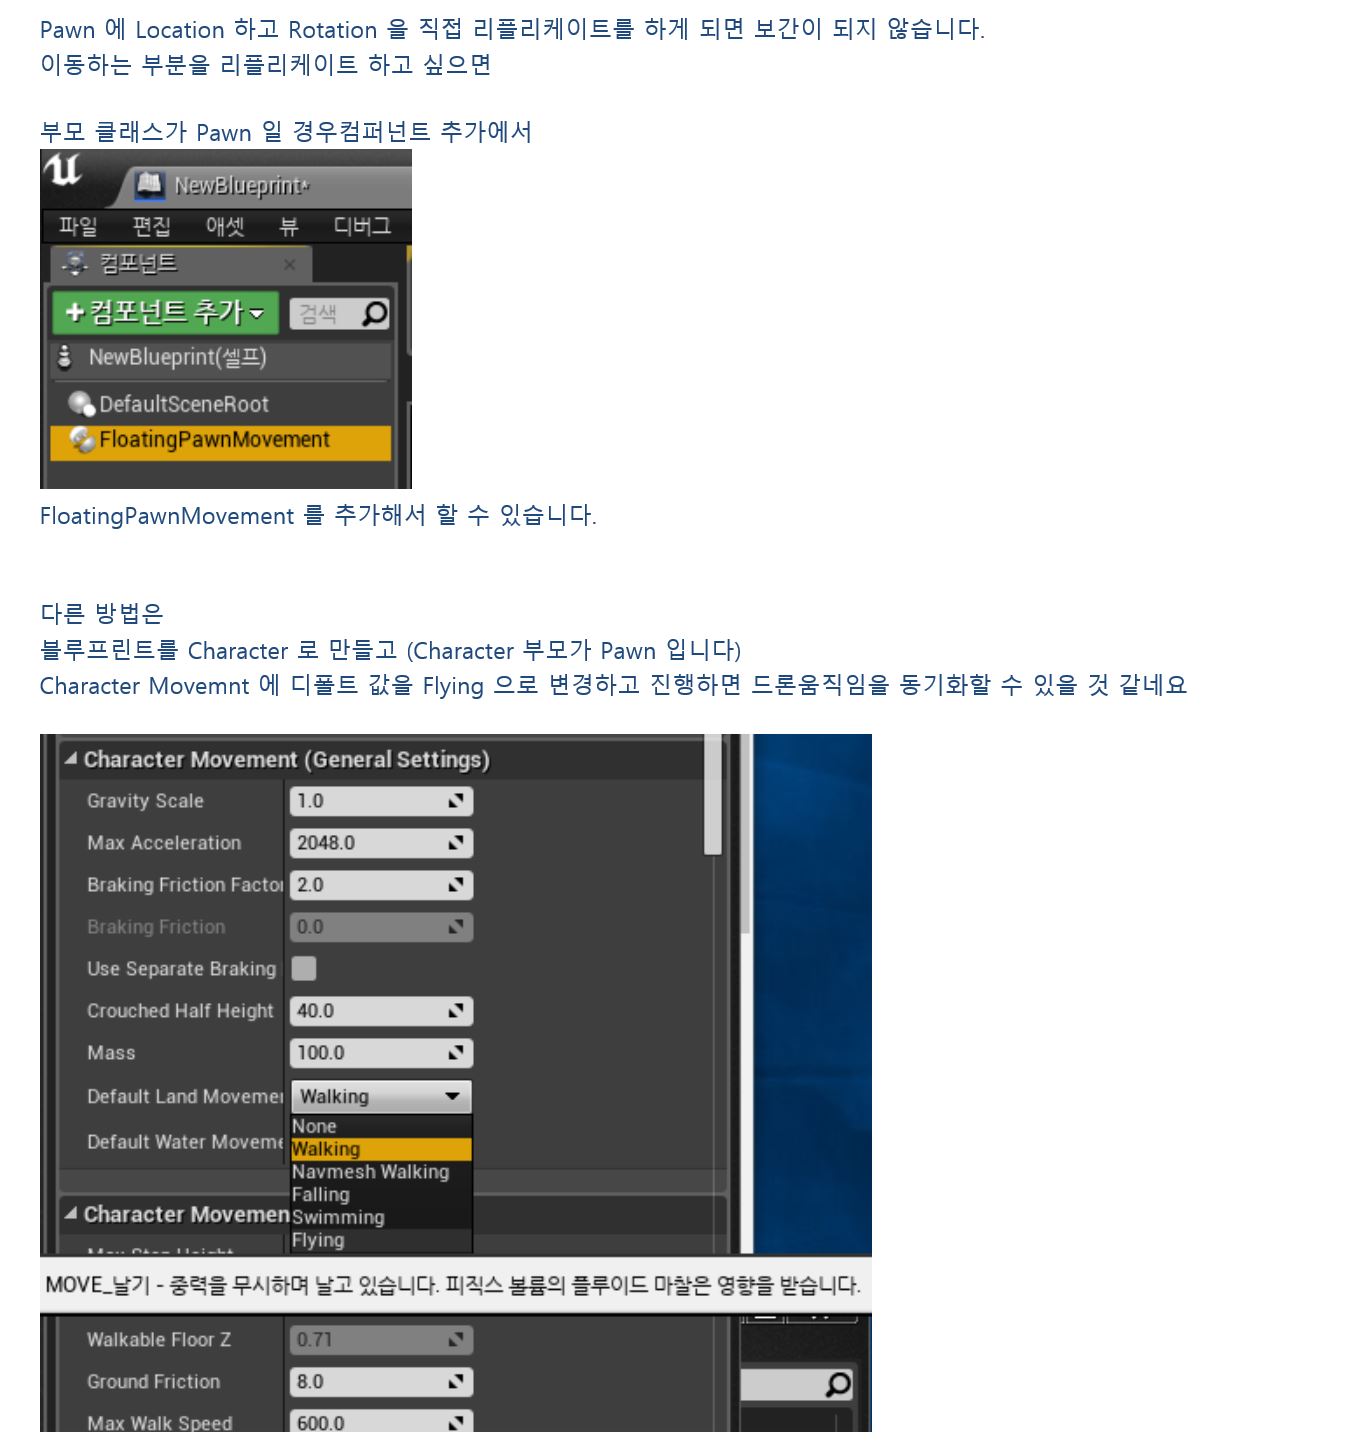 Pawn 에 Location 하고 Rotation 을 직접 리플리케이트를 하게 되면 보간이 되지 않습니다.
이동하는 부분을 리플리케이트 하고 싶으면
부모 클래스가 Pawn 일 경우컴퍼넌트 추가에서
NewBlueprint*
파일 편집 애셋 뷰 디버그
컴포넌트
+컴포넌트 추가 검색
NewBlueprint(셀프)
DefaultSceneRoot
FloatingPawnMovement
FloatingPawnMovement 를 추가해서 할 수 있습니다.
다른 방법은
블루프린트를 Character 로 만들고 (Character 부모가 Pawn 입니다)
Character Movemnt 에 디폴트 값을 Flying 으로 변경하고 진행하면 드론움직임을 동기화할 수 있을 것 같네요
Character Movement (General Settings)
Gravity Scale 1.0
Max Acceleration 2048.0
Braking Friction Factor 2.0
Braking Friction 0.0
Use Separate Braking
Crouched Half Height 40.0
Mass 100.0
Default Land Movemen Walking
None
Default Water Moveme
Walking
Navmesh Walking
Falling
Character Movemen
Swimming
Flying
Max Step Height
MOVE_날기 - 중력을 무시하며 날고 있습니다. 피직스 볼륨의 플루이드 마찰은 영향을 받습니다.
Walkable Floor Z 0.71
Ground Friction 8.0
Max Walk Speed 600.0